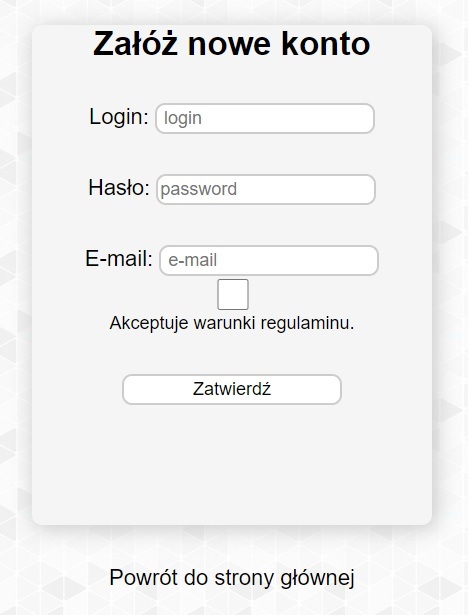 Załóż nowe konto
Login: login
Hasło: password
E-mail: e-mail
Akceptuje warunki regulaminu.
Zatwierdź
Powrót do strony głównej